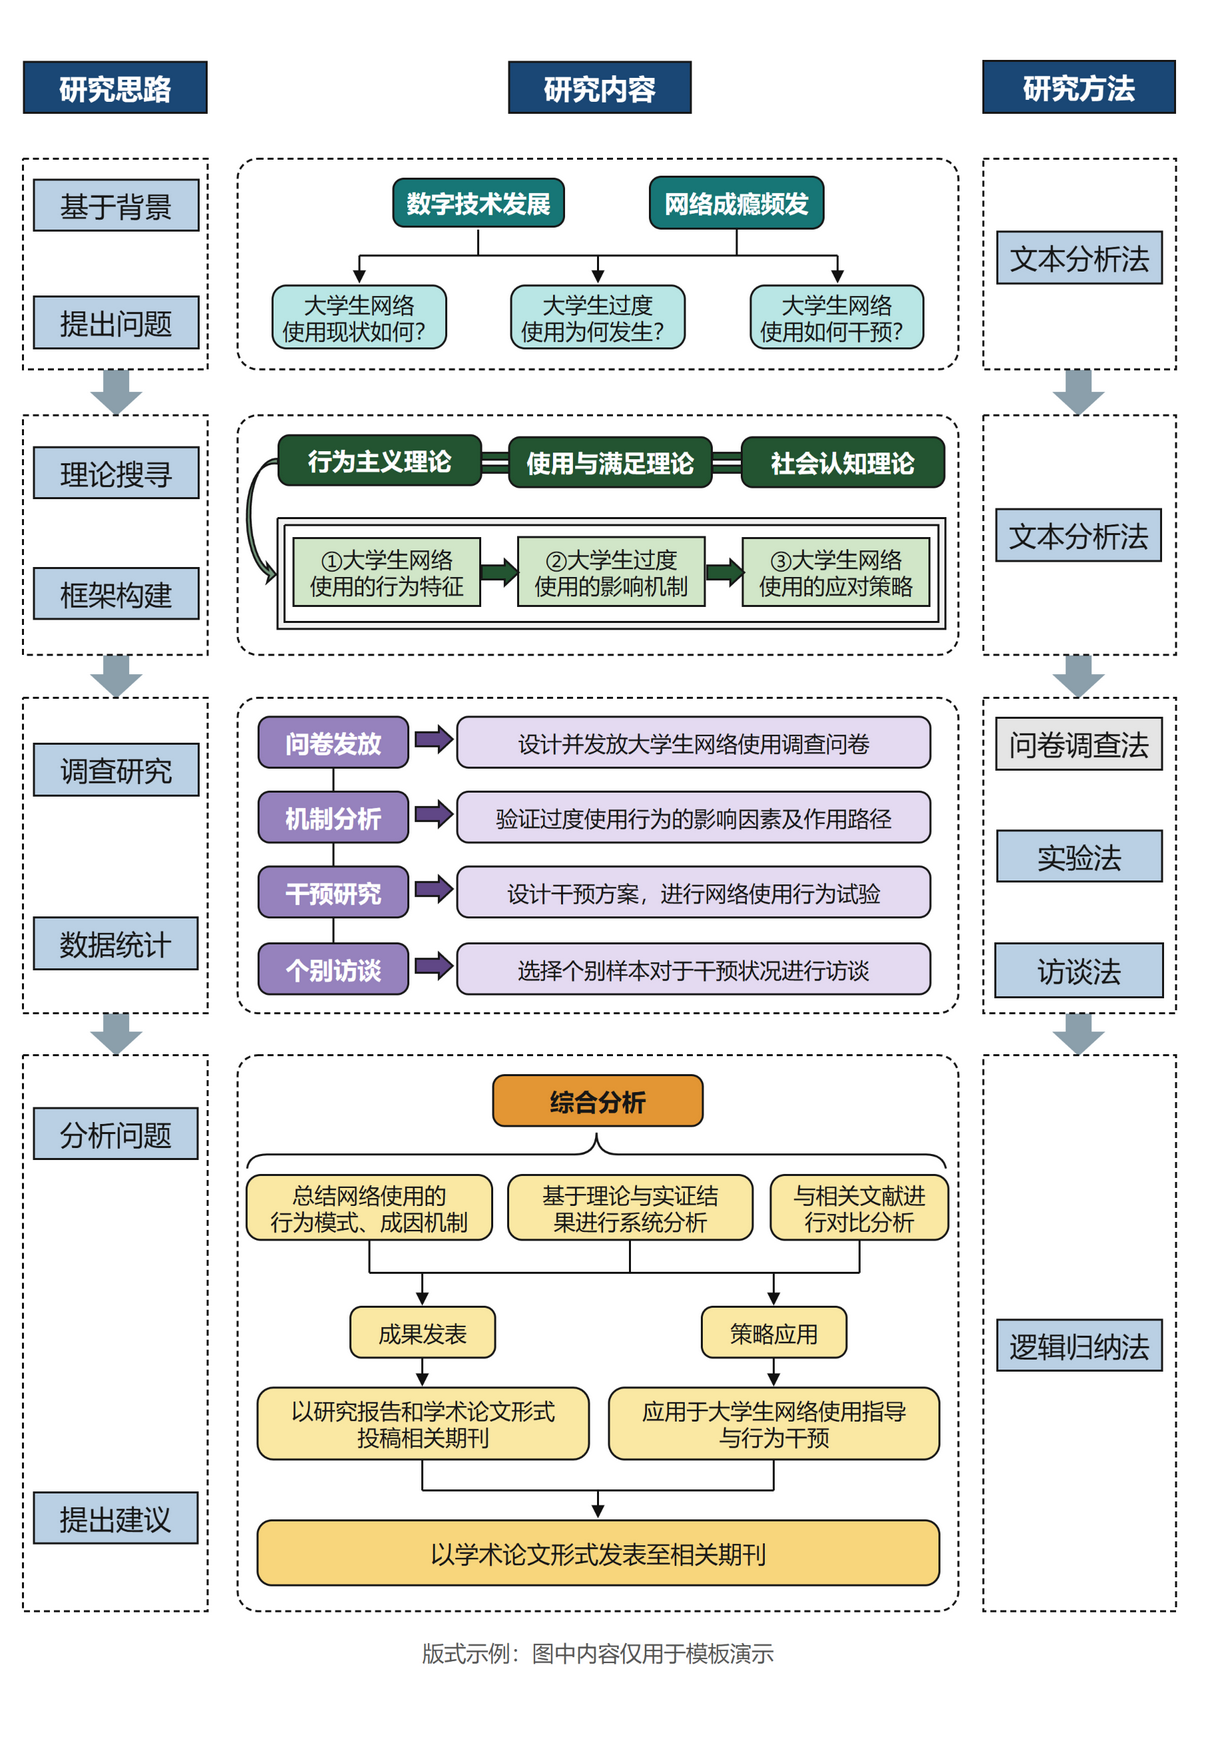 研究思路
研究内容
研究方法
基于背景
提出问题
数字技术发展
网络成瘾频发
大学生网络
使用现状如何？
大学生过度
使用为何发生？
大学生网络
使用如何干预？
文本分析法
理论搜寻
框架构建
行为主义理论
使用与满足理论
社会认知理论
①大学生网络
使用的行为特征
②大学生过度
使用的影响机制
③大学生网络
使用的应对策略
文本分析法
调查研究
数据统计
问卷发放
设计并发放大学生网络使用调查问卷
机制分析
验证过度使用行为的影响因素及作用路径
干预研究
设计干预方案，进行网络使用行为试验
个别访谈
选择个别样本对于干预状况进行访谈
问卷调查法
实验法
访谈法
分析问题
提出建议
综合分析
总结网络使用的
行为模式、成因机制
基于理论与实证结
果进行系统分析
与相关文献进
行对比分析
成果发表
策略应用
以研究报告和学术论文形式
投稿相关期刊
应用于大学生网络使用指导
与行为干预
以学术论文形式发表至相关期刊
逻辑归纳法
版式示例：图中内容仅用于模板演示